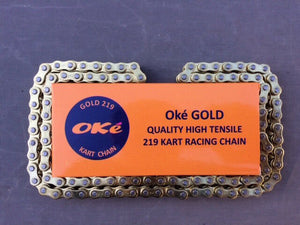 GOLD 219
OKé
KART CHAIN
Oké GOLD
QUALITY HIGH TENSILE
219 KART RACING CHAIN